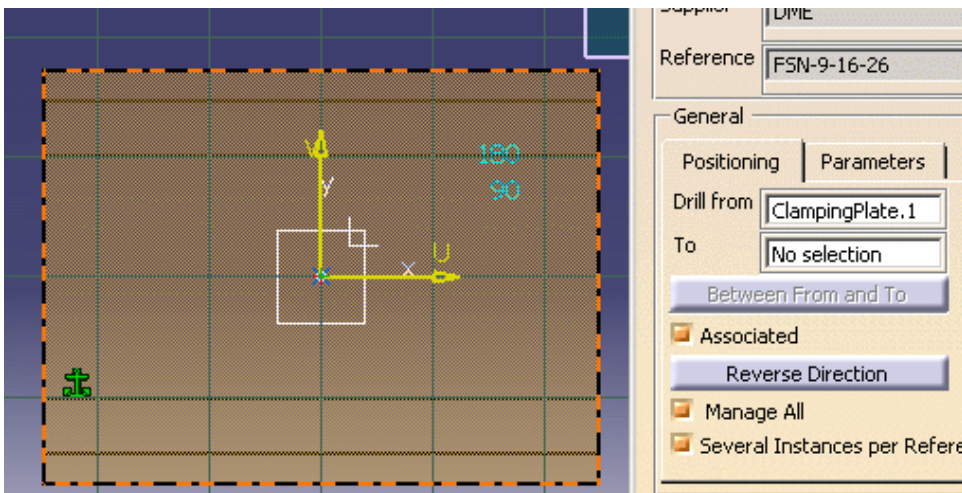 Supplier DME
Reference FSN-9-16-26
General
Positioning Parameters
Drill from ClampingPlate.1
To No selection
Between From and To
Associated
Reverse Direction
Manage All
Several Instances per Refere
V
y
180
90
U
x